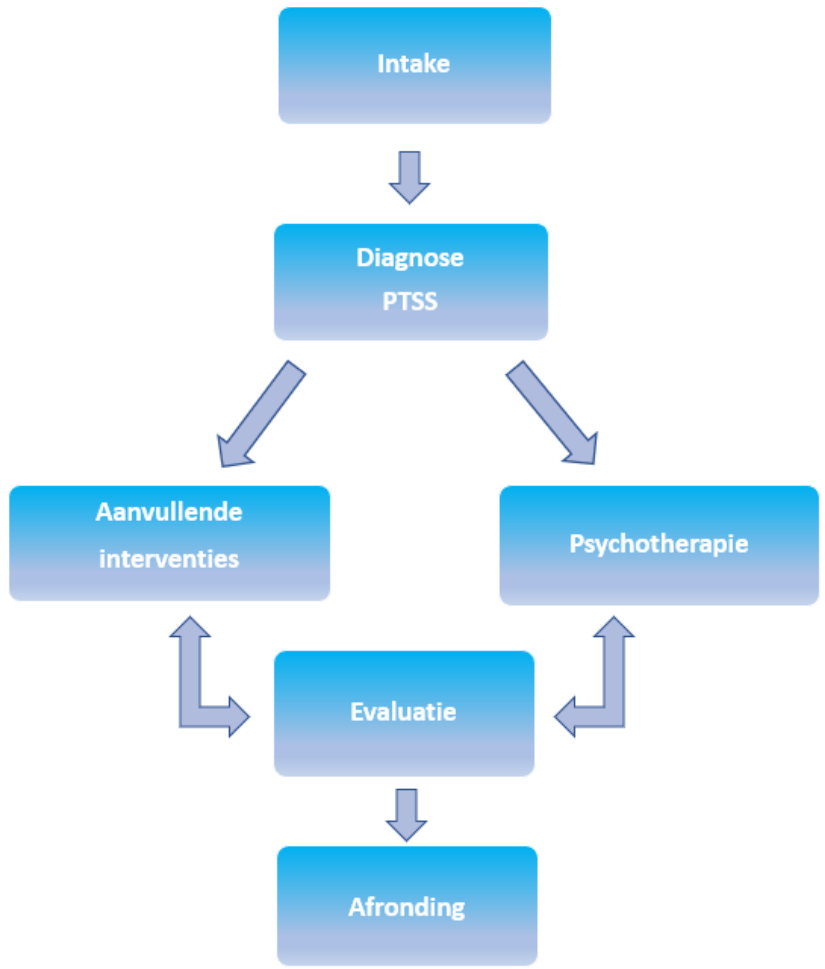 Intake
Diagnose
PTSS
Aanvullende
interventies
Psychotherapie
Evaluatie
Afronding